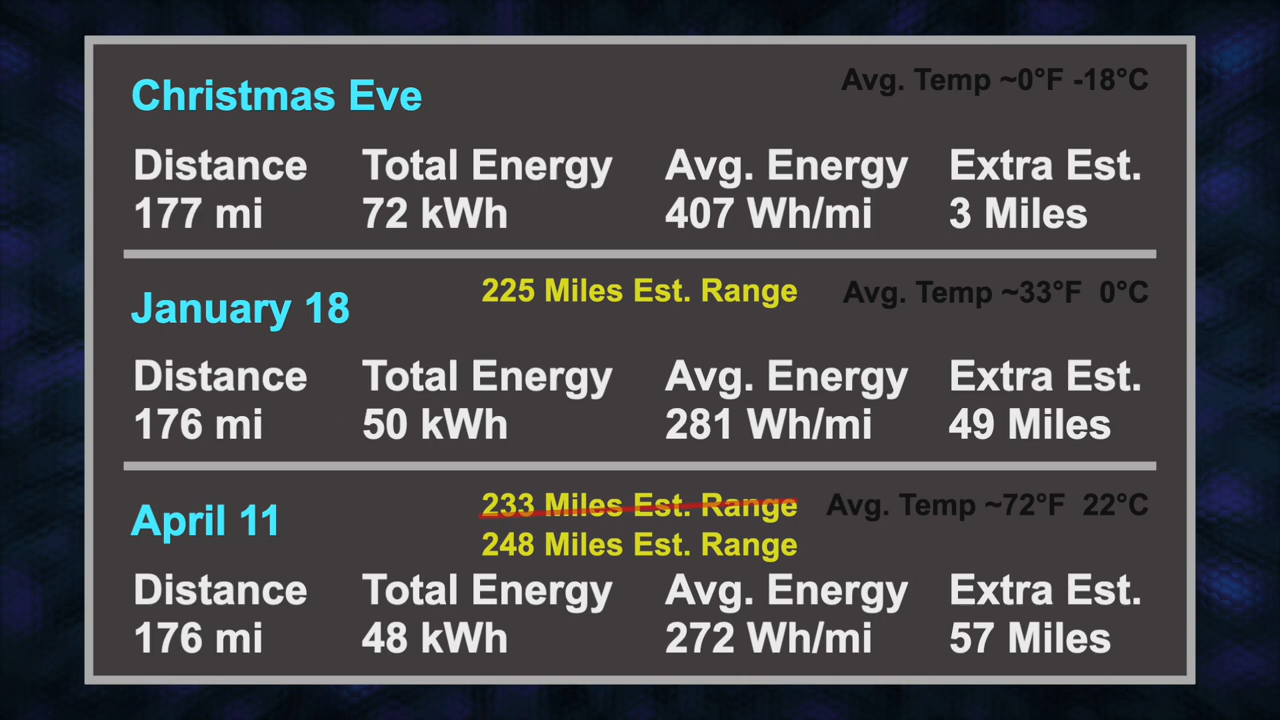 Christmas Eve
Avg. Temp ~0°F -18°C
Distance Total Energy Avg. Energy Extra Est.
177 mi 72 kWh 407 Wh/mi 3 Miles
January 18
225 Miles Est. Range
Avg. Temp ~33°F 0°C
Distance Total Energy Avg. Energy Extra Est.
176 mi 50 kWh 281 Wh/mi 49 Miles
April 11
233 Miles Est. Range
Avg. Temp ~72°F 22°C
248 Miles Est. Range
Distance Total Energy Avg. Energy Extra Est.
176 mi 48 kWh 272 Wh/mi 57 Miles